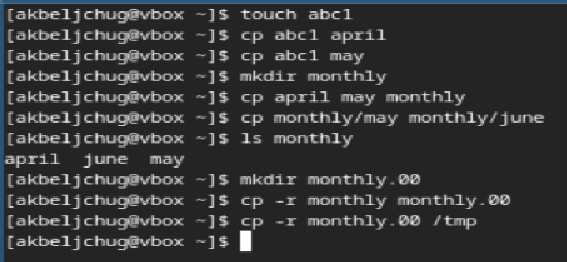 [akbeljchug@vbox ~]$ touch abc1
[akbeljchug@vbox ~]$ cp abc1 april
[akbeljchug@vbox ~]$ cp abc1 may
[akbeljchug@vbox ~]$ mkdir monthly
[akbeljchug@vbox ~]$ cp april may monthly
[akbeljchug@vbox ~]$ cp monthly/may monthly/june
[akbeljchug@vbox ~]$ ls monthly
april  june  may
[akbeljchug@vbox ~]$ mkdir monthly.00
[akbeljchug@vbox ~]$ cp -r monthly monthly.00
[akbeljchug@vbox ~]$ cp -r monthly.00 /tmp
[akbeljchug@vbox ~]$